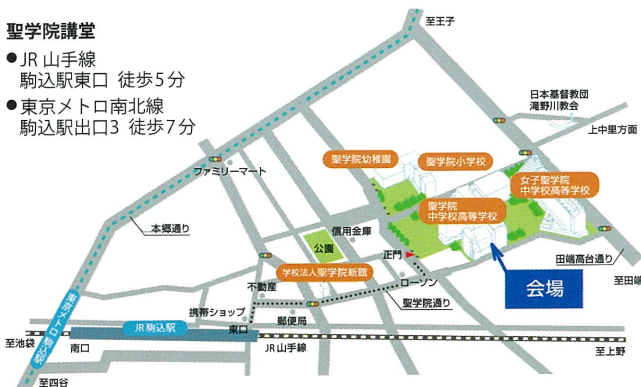 聖学院講堂
●JR 山手線
駒込駅東口 徒歩5分
●東京メトロ南北線
駒込駅出口3 徒歩7分
至王子
日本基督教団
滝野川教会
上中里方面
聖学院幼稚園
聖学院小学校
女子聖学院
中学校高等学校
ファミリーマート
聖学院
中学校高等学校
本郷通り
信用金庫
公園
正門
田端高台通り
学校法人聖学院新館
至田端
不動産
ローソン
会場
聖学院通り
携帯ショップ
郵便局
東京メトロ 駒込駅
JR 駒込駅
東口
至池袋
南口
JR 山手線
至上野
至四谷